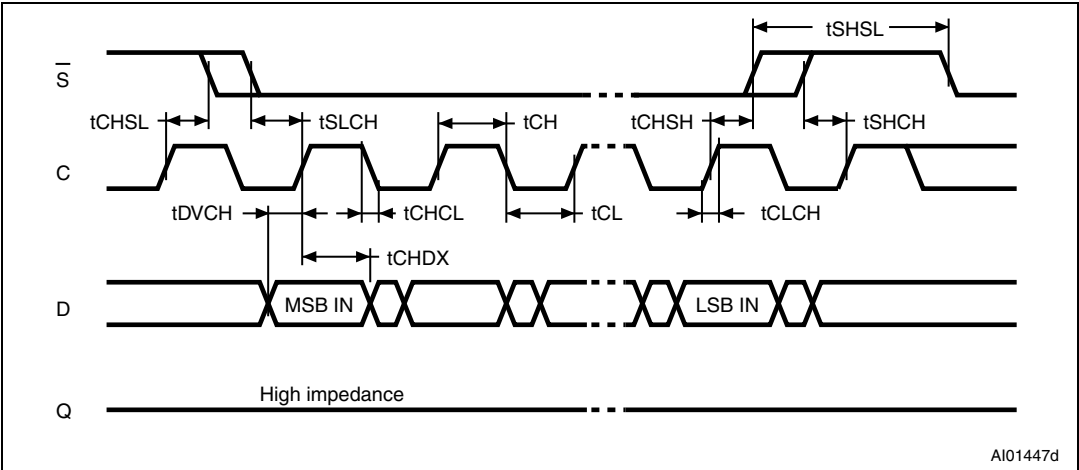 tSHSL
S̅
tCHSL tSLCH tCH tCHSH tSHCH
C
tDVCH tCHCL tCL tCLCH
tCHDX
D MSB IN LSB IN
High impedance
Q
AI01447d